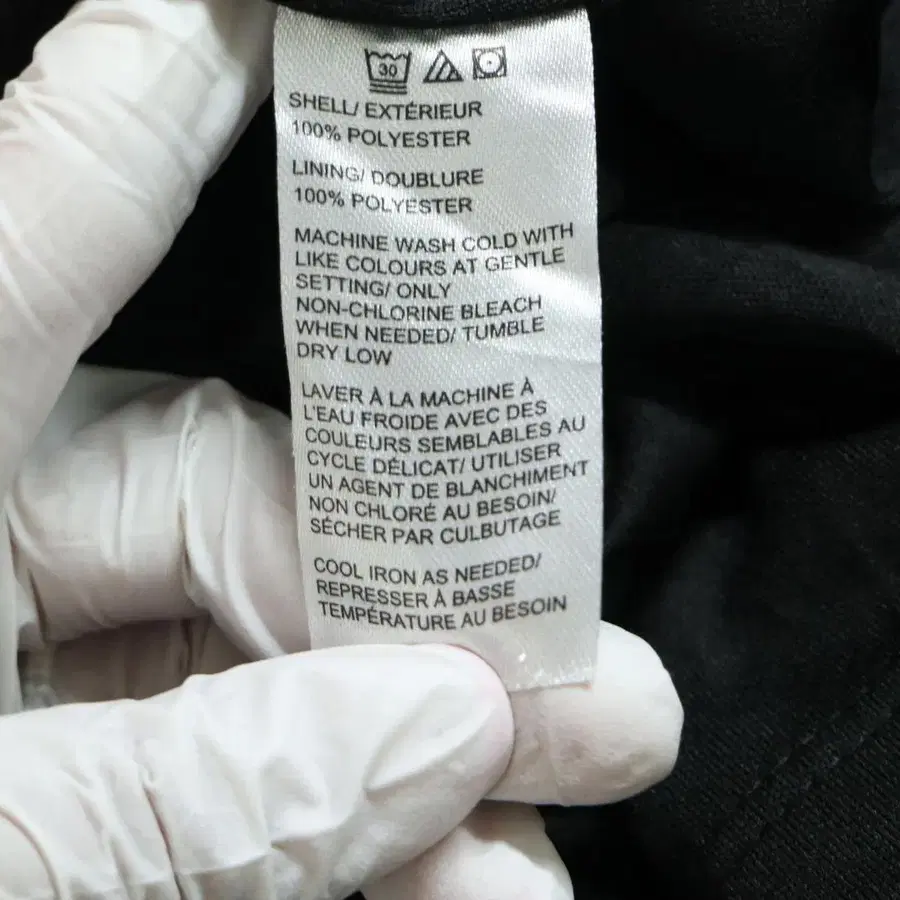 30
SHELL/ EXTÉRIEUR
100% POLYESTER
LINING/ DOUBLURE
100% POLYESTER
MACHINE WASH COLD WITH
LIKE COLOURS AT GENTLE
SETTING/ ONLY
NON-CHLORINE BLEACH
WHEN NEEDED/ TUMBLE
DRY LOW
LAVER À LA MACHINE À
L'EAU FROIDE AVEC DES
COULEURS SEMBLABLES AU
CYCLE DÉLICAT/ UTILISER
UN AGENT DE BLANCHIMENT
NON CHLORÉ AU BESOIN/
SÉCHER PAR CULBUTAGE
COOL IRON AS NEEDED/
REPRESSER À BASSE
TEMPÉRATURE AU BESOIN